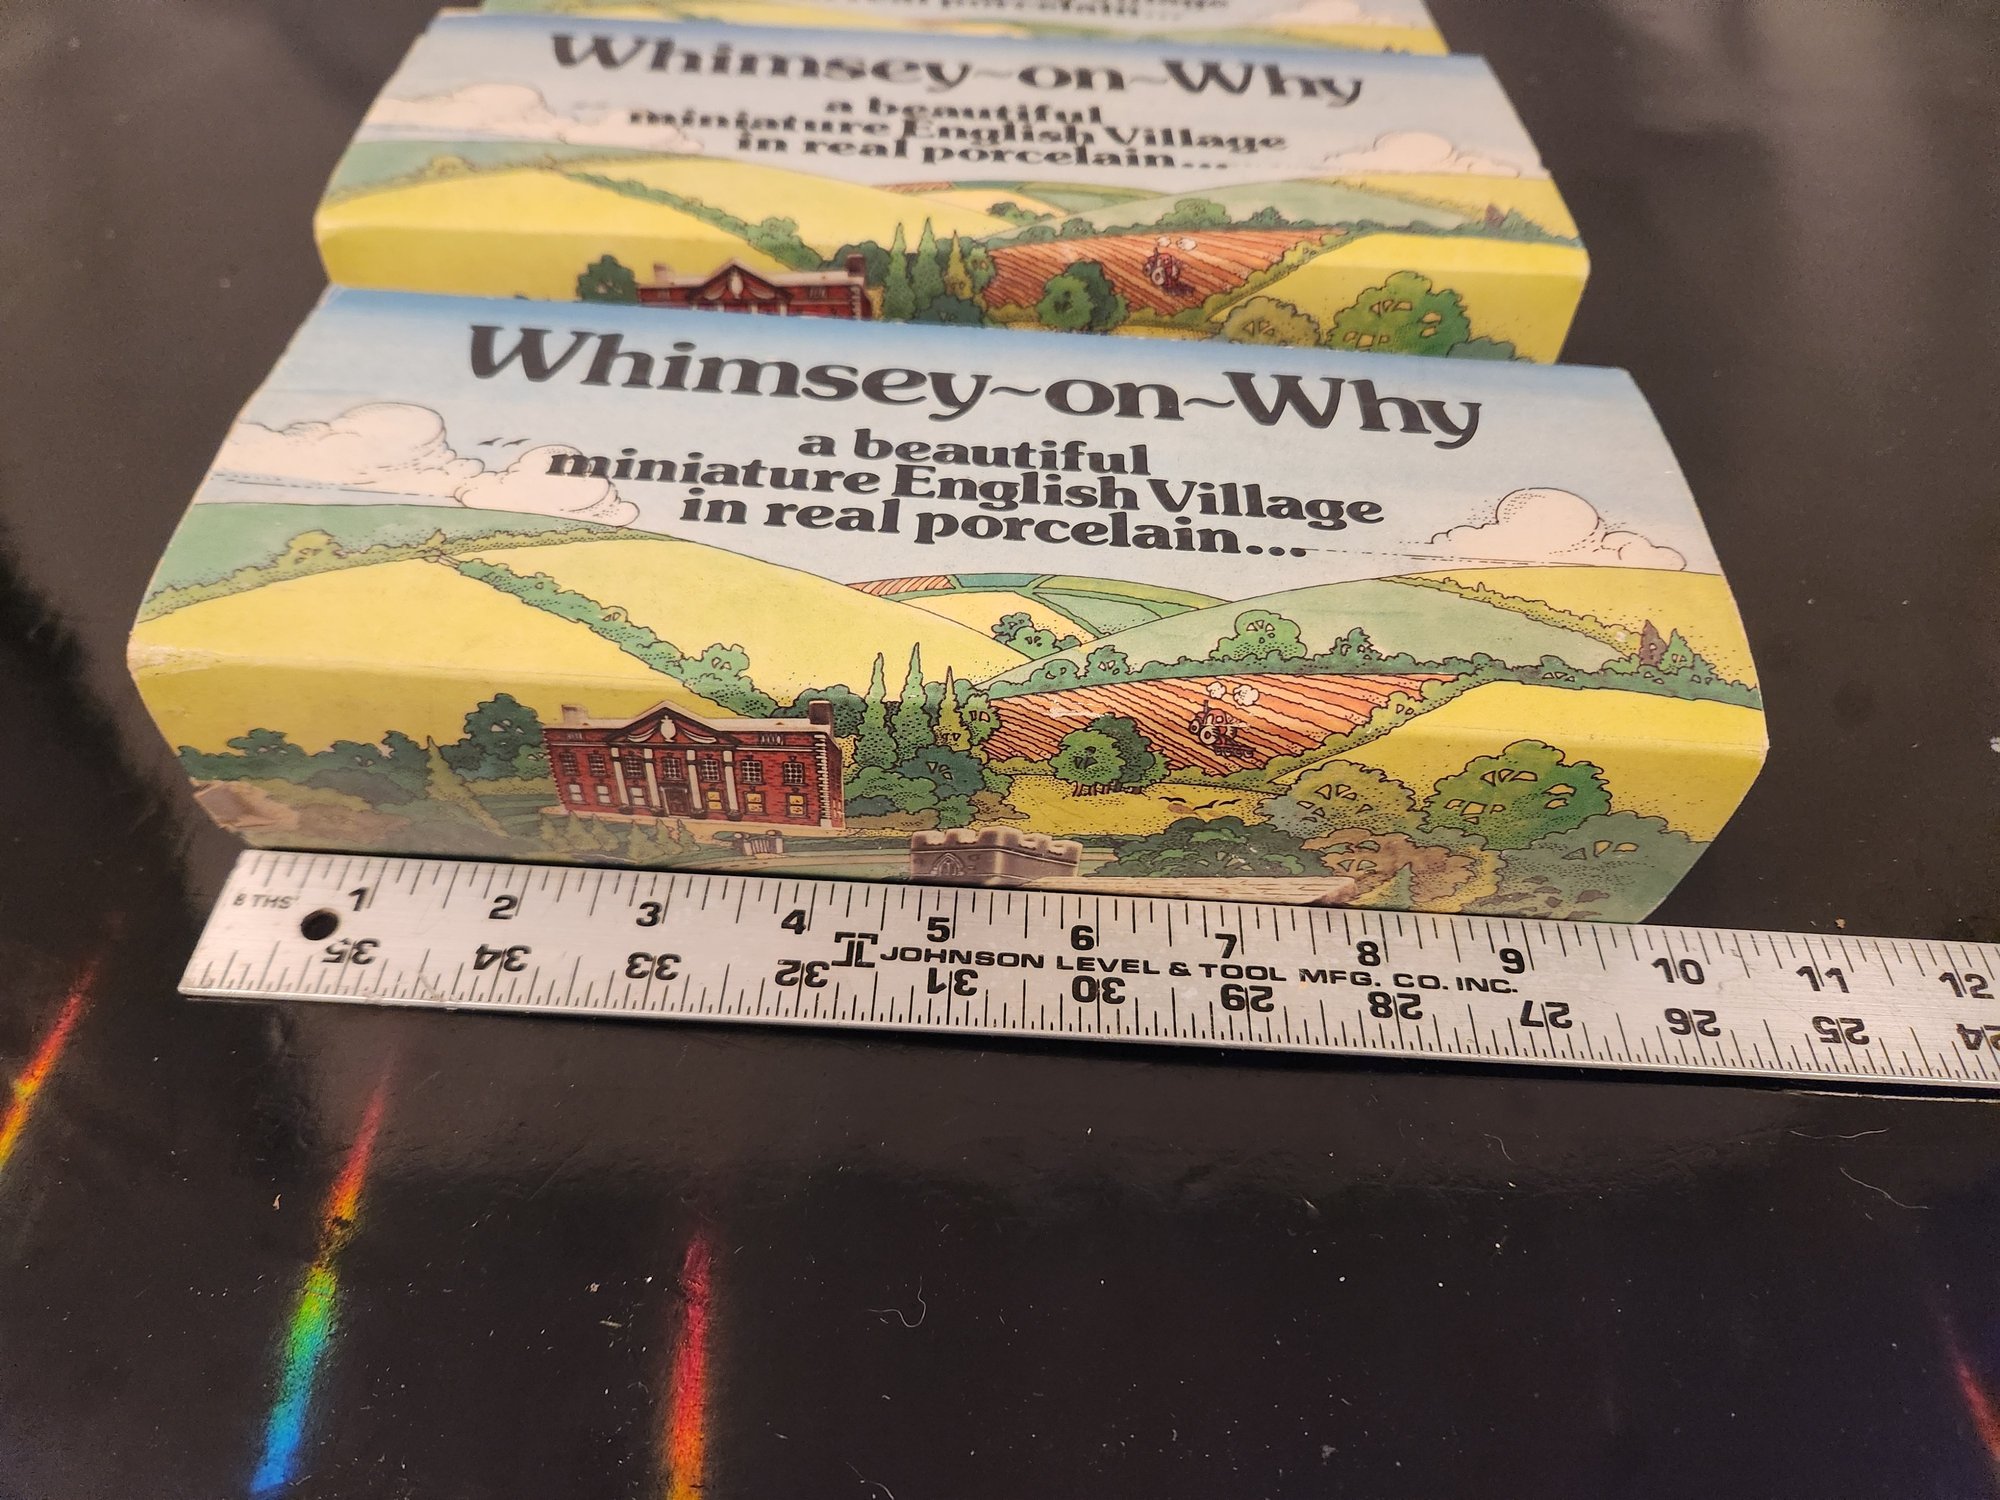 Whimsey~on~Why
a beautiful
miniature English Village
in real porcelain...
Whimsey~on~Why
a beautiful
miniature English Village
in real porcelain...
8 THS
1 2 3 4 5 6 7 8 9 10 11 12
JOHNSON LEVEL & TOOL MFG. CO. INC.
35 34 33 32 31 30 29 28 27 26 25 24